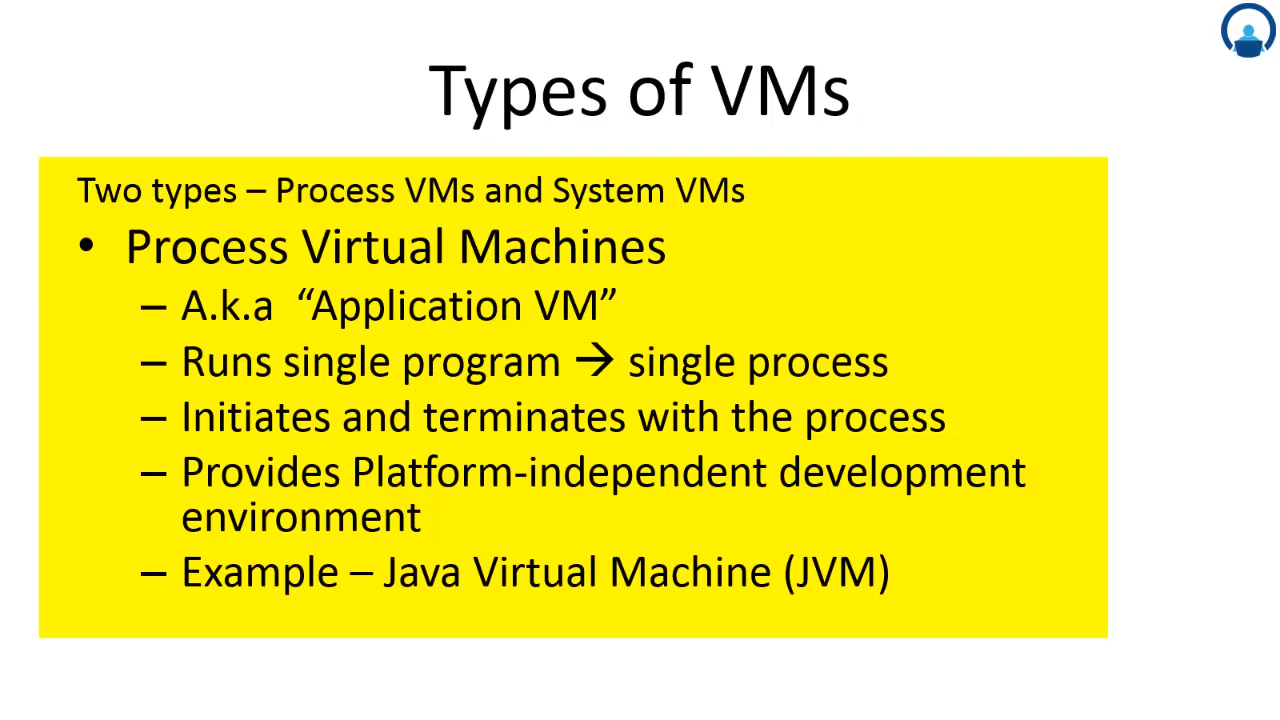 Types of VMs
Two types – Process VMs and System VMs
• Process Virtual Machines
– A.k.a “Application VM”
– Runs single program → single process
– Initiates and terminates with the process
– Provides Platform-independent development
environment
– Example – Java Virtual Machine (JVM)